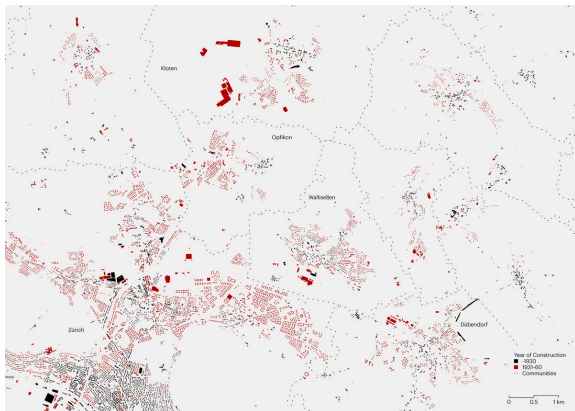 Kloten
Opfikon
Wallisellen
Zürich
Dübendorf
Year of Construction
-1930
1931-60
Communities
0 0.5 1 km